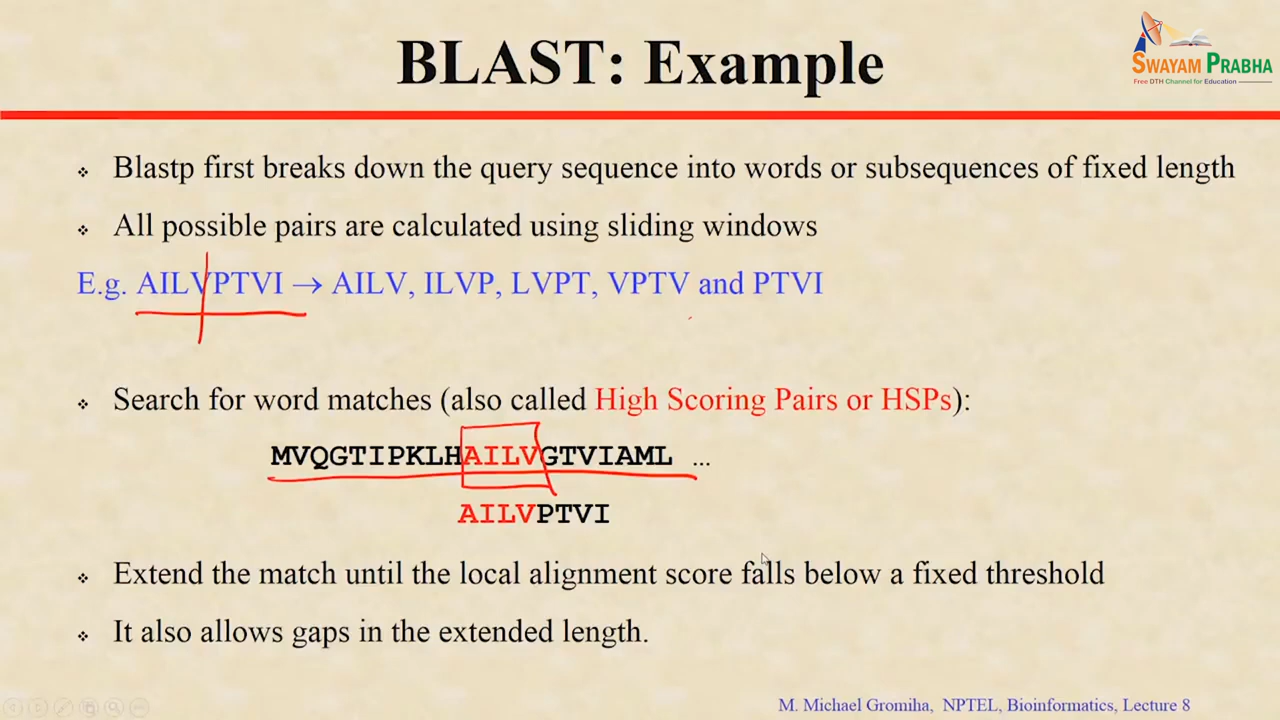 BLAST: Example
SWAYAM PRABHA
Free DTH Channel for Education
❖ Blastp first breaks down the query sequence into words or subsequences of fixed length
❖ All possible pairs are calculated using sliding windows
E.g. AILVPTVI → AILV, ILVP, LVPT, VPTV and PTVI
❖ Search for word matches (also called High Scoring Pairs or HSPs):
MVQGTIPKLHAILVGTVIAML ...
AILVPTVI
❖ Extend the match until the local alignment score falls below a fixed threshold
❖ It also allows gaps in the extended length.
M. Michael Gromiha, NPTEL, Bioinformatics, Lecture 8